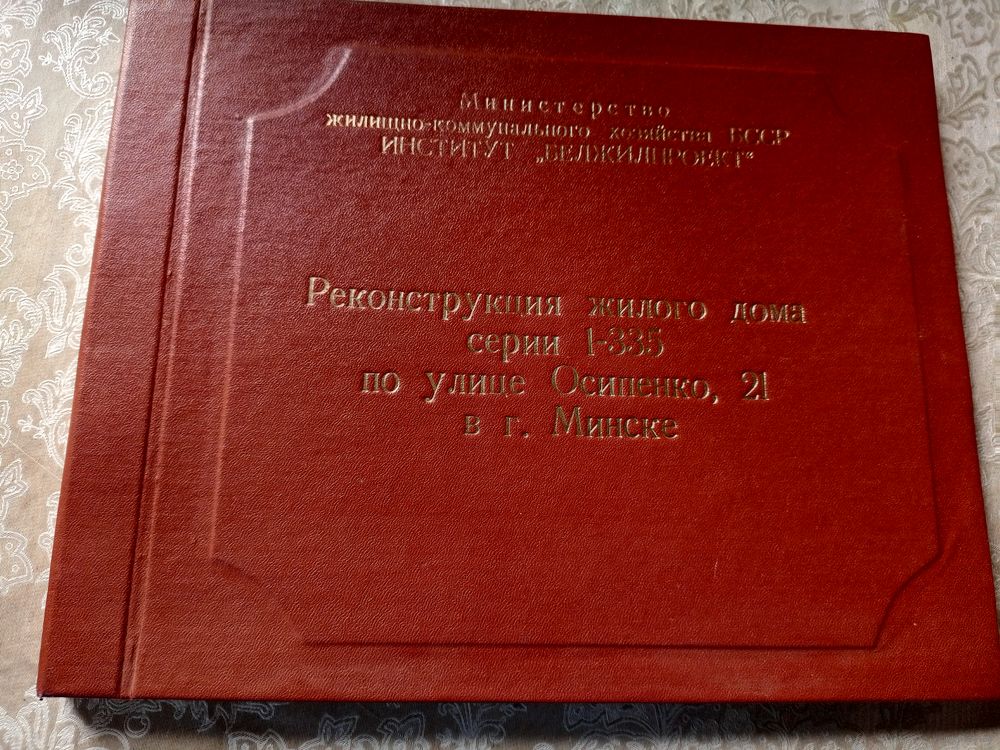 Министерство
жилищно-коммунального хозяйства БССР
ИНСТИТУТ „БЕЛЖИЛПРОЕКТ“
Реконструкция жилого дома
серии 1-335
по улице Осипенко, 21
в г. Минске